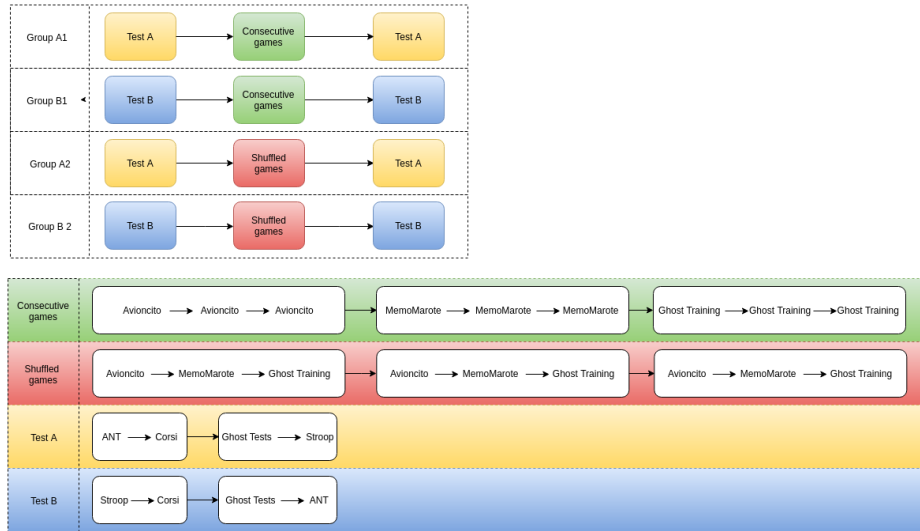 Group A1
Test A
Consecutive
games
Test A
Group B1
Test B
Consecutive
games
Test B
Group A2
Test A
Shuffled
games
Test A
Group B 2
Test B
Shuffled
games
Test B
Consecutive
games
Avioncito Avioncito Avioncito
MemoMarote MemoMarote MemoMarote
Ghost Training Ghost Training Ghost Training
Shuffled
games
Avioncito MemoMarote Ghost Training
Avioncito MemoMarote Ghost Training
Avioncito MemoMarote Ghost Training
Test A
ANT Corsi
Ghost Tests Stroop
Test B
Stroop Corsi
Ghost Tests ANT